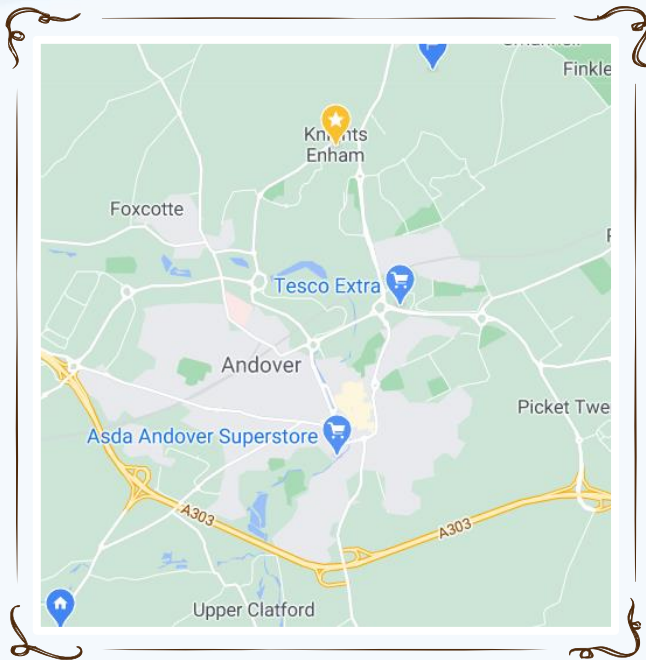 Finkle
Knights
Enham
Foxcotte
Tesco Extra
Andover
Picket Twe
Asda Andover Superstore
A303
A303
Upper Clatford